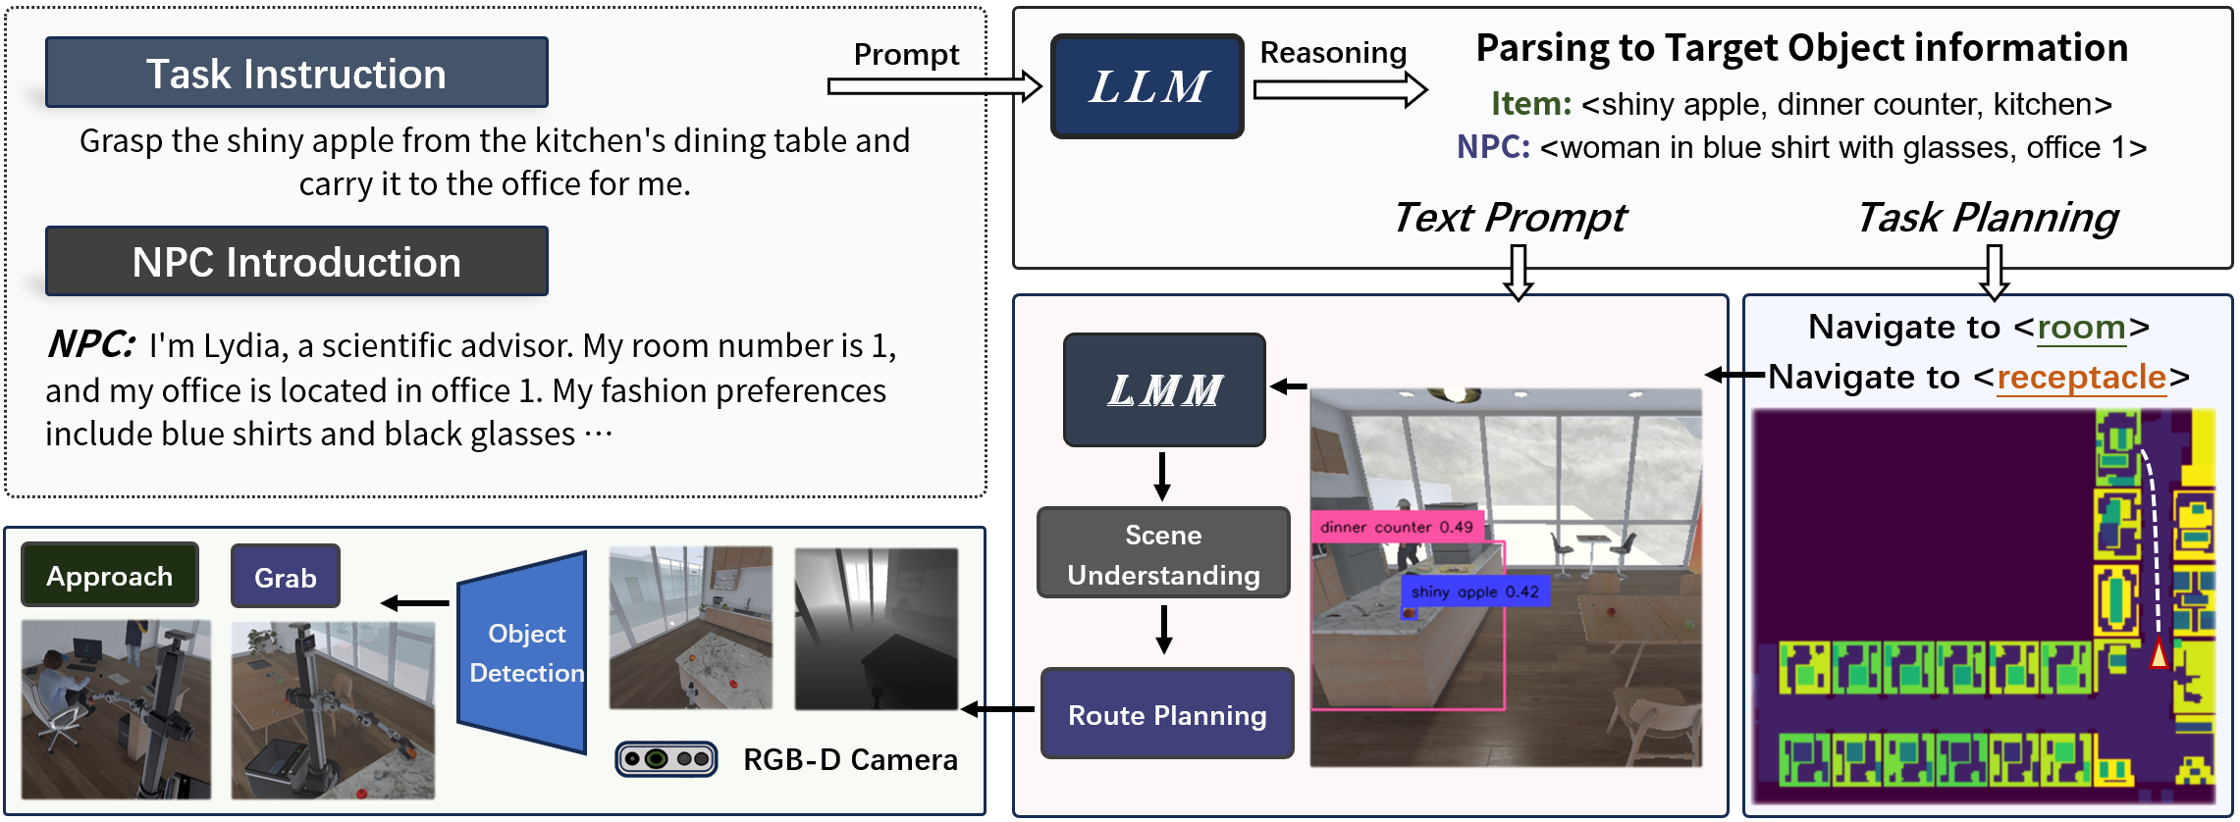 Task Instruction
Grasp the shiny apple from the kitchen's dining table and
carry it to the office for me.
NPC Introduction
NPC: I'm Lydia, a scientific advisor. My room number is 1,
and my office is located in office 1. My fashion preferences
include blue shirts and black glasses ···
Prompt
LLM
Reasoning
Parsing to Target Object information
Item: <shiny apple, dinner counter, kitchen>
NPC: <woman in blue shirt with glasses, office 1>
Text Prompt
Task Planning
Navigate to <room>
Navigate to <receptacle>
LMM
Scene
Understanding
Route Planning
dinner counter 0.49
shiny apple 0.42
Approach
Grab
Object
Detection
RGB-D Camera